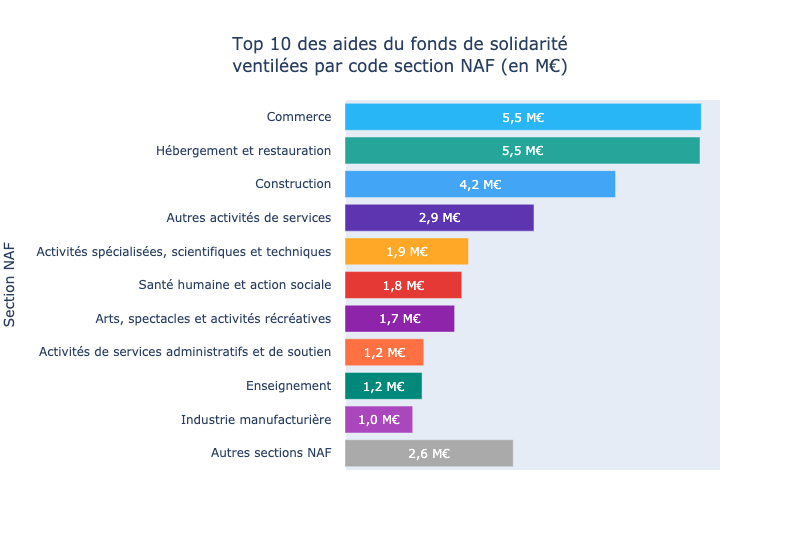 Top 10 des aides du fonds de solidarité
ventilées par code section NAF (en M€)
Section NAF
Commerce 5,5 M€
Hébergement et restauration 5,5 M€
Construction 4,2 M€
Autres activités de services 2,9 M€
Activités spécialisées, scientifiques et techniques 1,9 M€
Santé humaine et action sociale 1,8 M€
Arts, spectacles et activités récréatives 1,7 M€
Activités de services administratifs et de soutien 1,2 M€
Enseignement 1,2 M€
Industrie manufacturière 1,0 M€
Autres sections NAF 2,6 M€